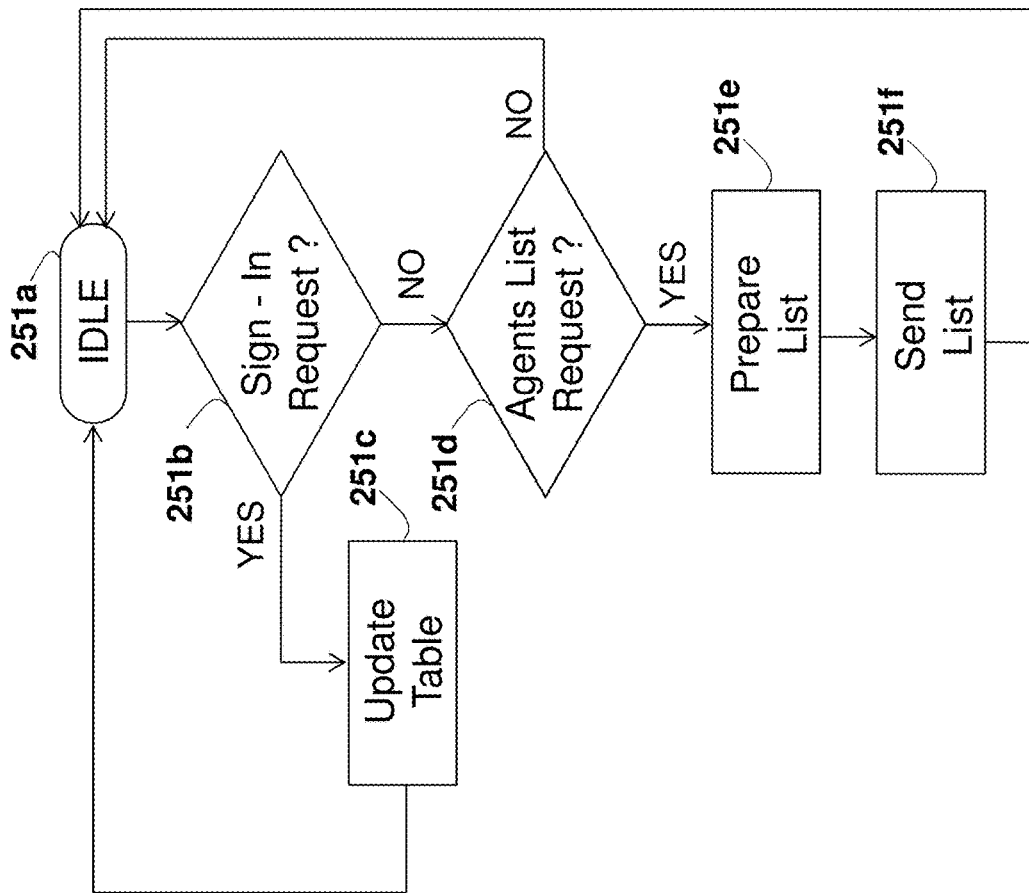 251a
IDLE
251b
Sign - In
Request ?
YES
NO
251c
Update
Table
251d
Agents List
Request ?
NO
YES
251e
Prepare
List
251f
Send
List